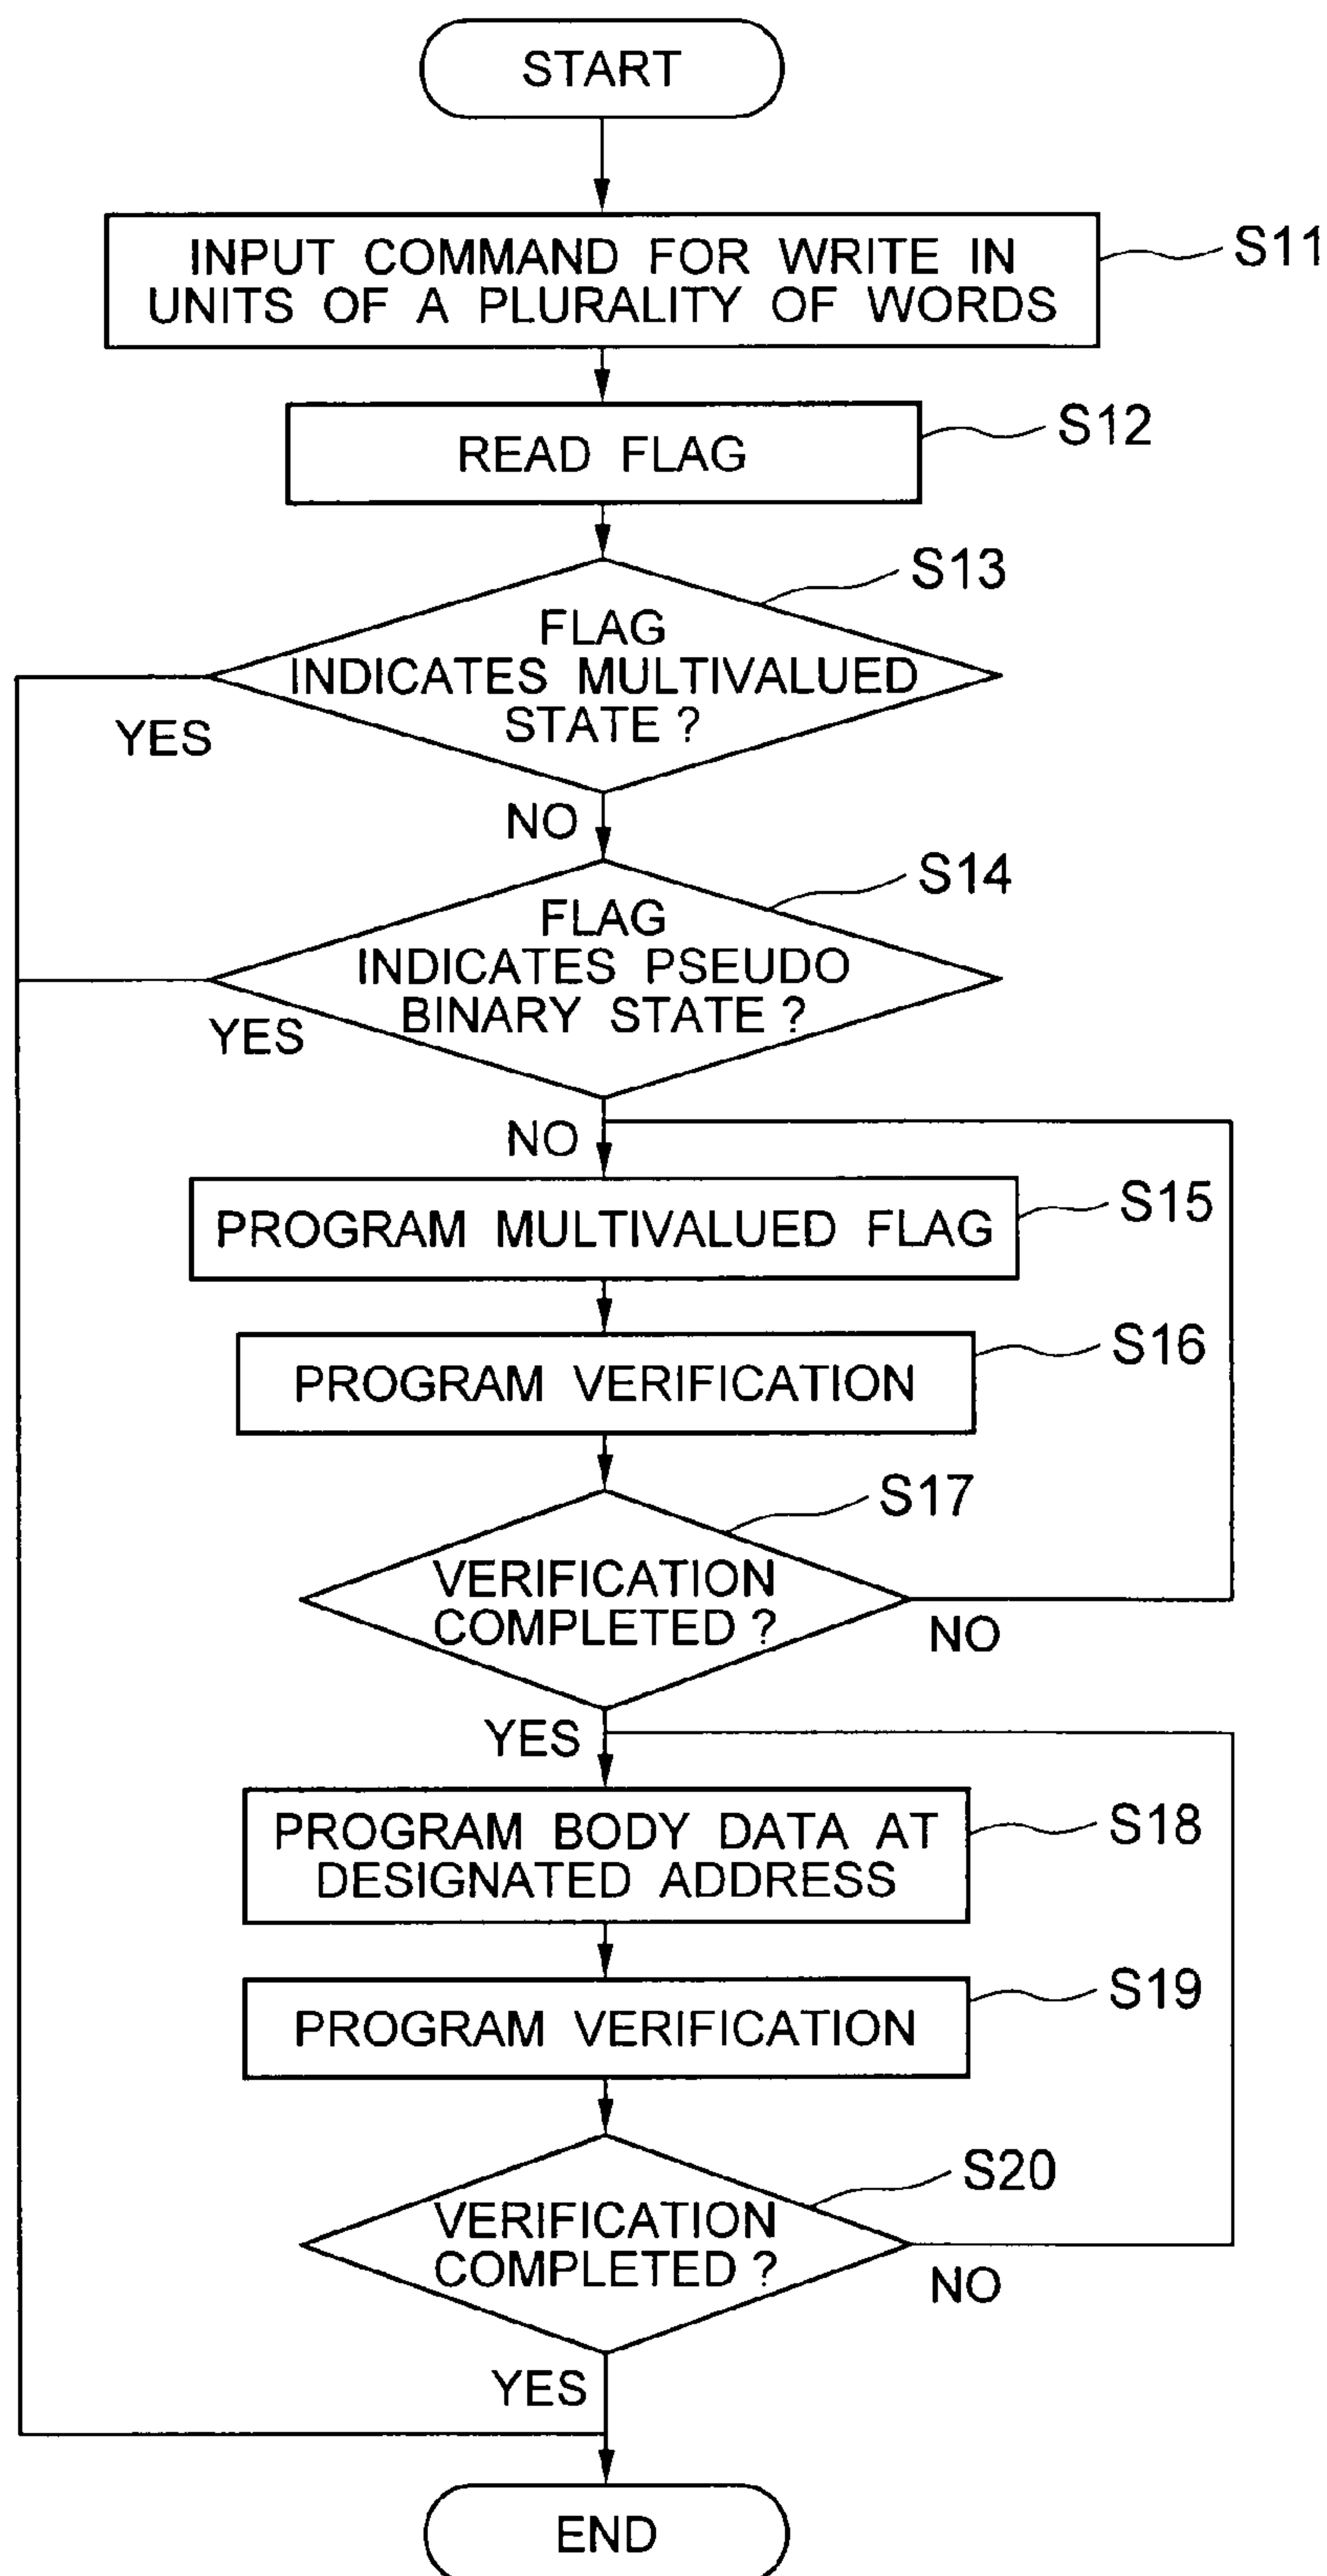 START
INPUT COMMAND FOR WRITE IN
UNITS OF A PLURALITY OF WORDS
S11
READ FLAG
S12
S13
FLAG
INDICATES MULTIVALUED
STATE ?
YES
NO
S14
FLAG
INDICATES PSEUDO
BINARY STATE ?
YES
NO
PROGRAM MULTIVALUED FLAG
S15
PROGRAM VERIFICATION
S16
S17
VERIFICATION
COMPLETED ?
NO
YES
PROGRAM BODY DATA AT
DESIGNATED ADDRESS
S18
PROGRAM VERIFICATION
S19
S20
VERIFICATION
COMPLETED ?
NO
YES
END